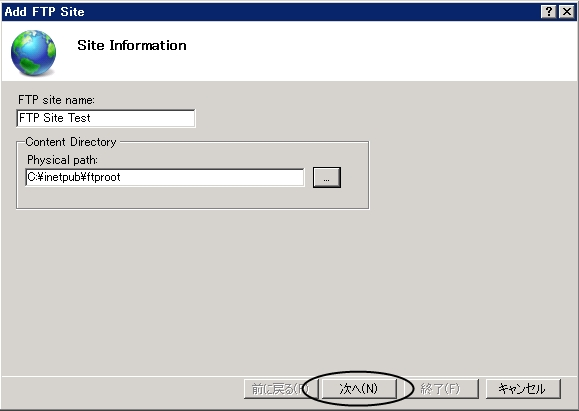 Add FTP Site
Site Information
FTP site name:
FTP Site Test
Content Directory
Physical path:
C:¥inetpub¥ftproot
...
前に戻る(P)
次へ(N)
終了(F)
キャンセル